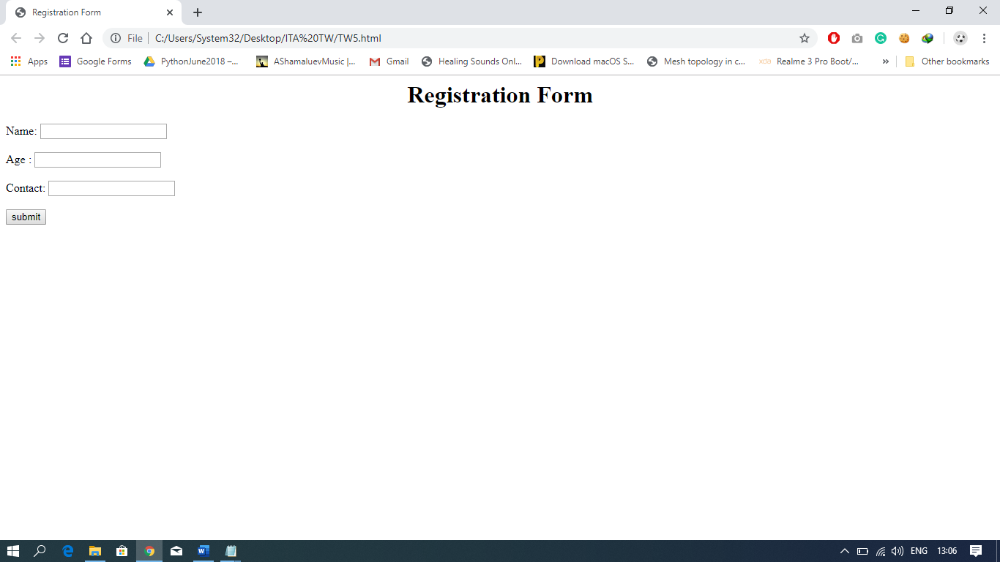 Registration Form
File C:/Users/System32/Desktop/ITA%20TW/TW5.html
Apps Google Forms PythonJune2018 –... AShamaluevMusic |... Gmail Healing Sounds Onl... Download macOS S... Mesh topology in c... xda Realme 3 Pro Boot/... » Other bookmarks
Registration Form
Name:
Age :
Contact:
submit
ENG 13:06